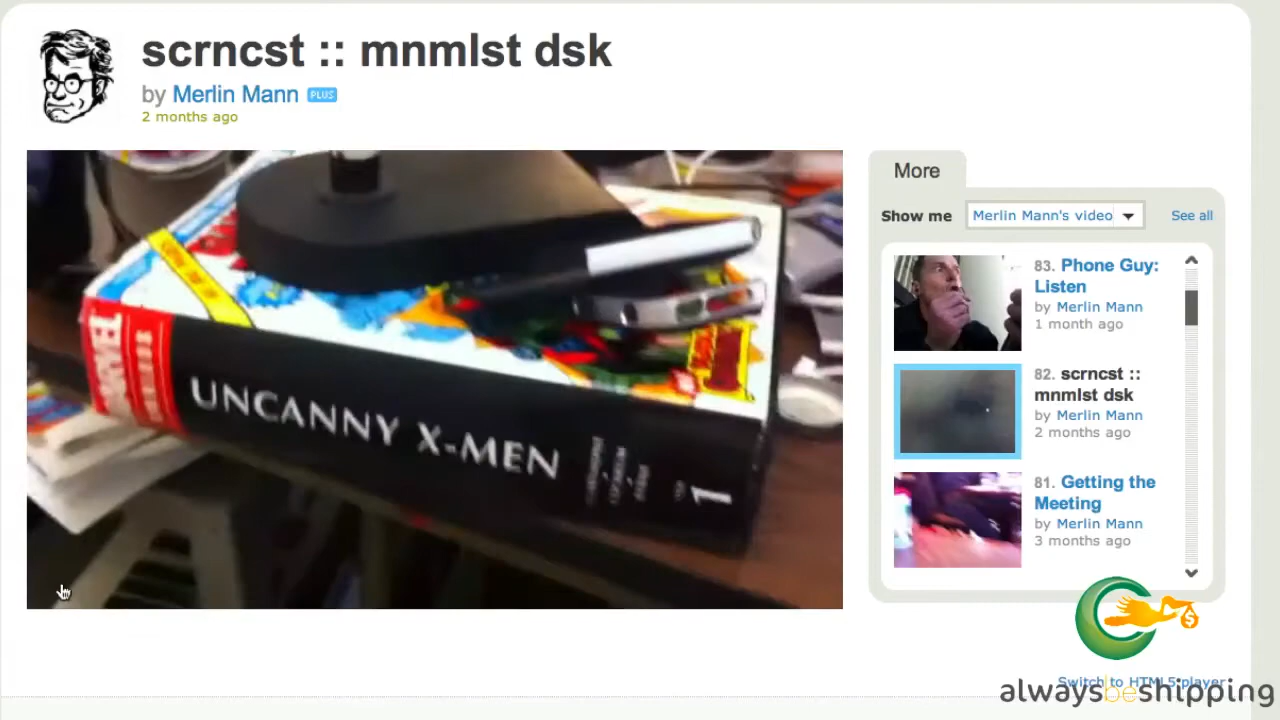 scrncst :: mnmlst dsk
by Merlin Mann PLUS
2 months ago
MARVEL
UNCANNY X-MEN
1
More
Show me
Merlin Mann's video
See all
83. Phone Guy:
Listen
by Merlin Mann
1 month ago
82. scrncst ::
mnmlst dsk
by Merlin Mann
2 months ago
81. Getting the
Meeting
by Merlin Mann
3 months ago
$
Switch to HTML5 player
alwaysbeshipping